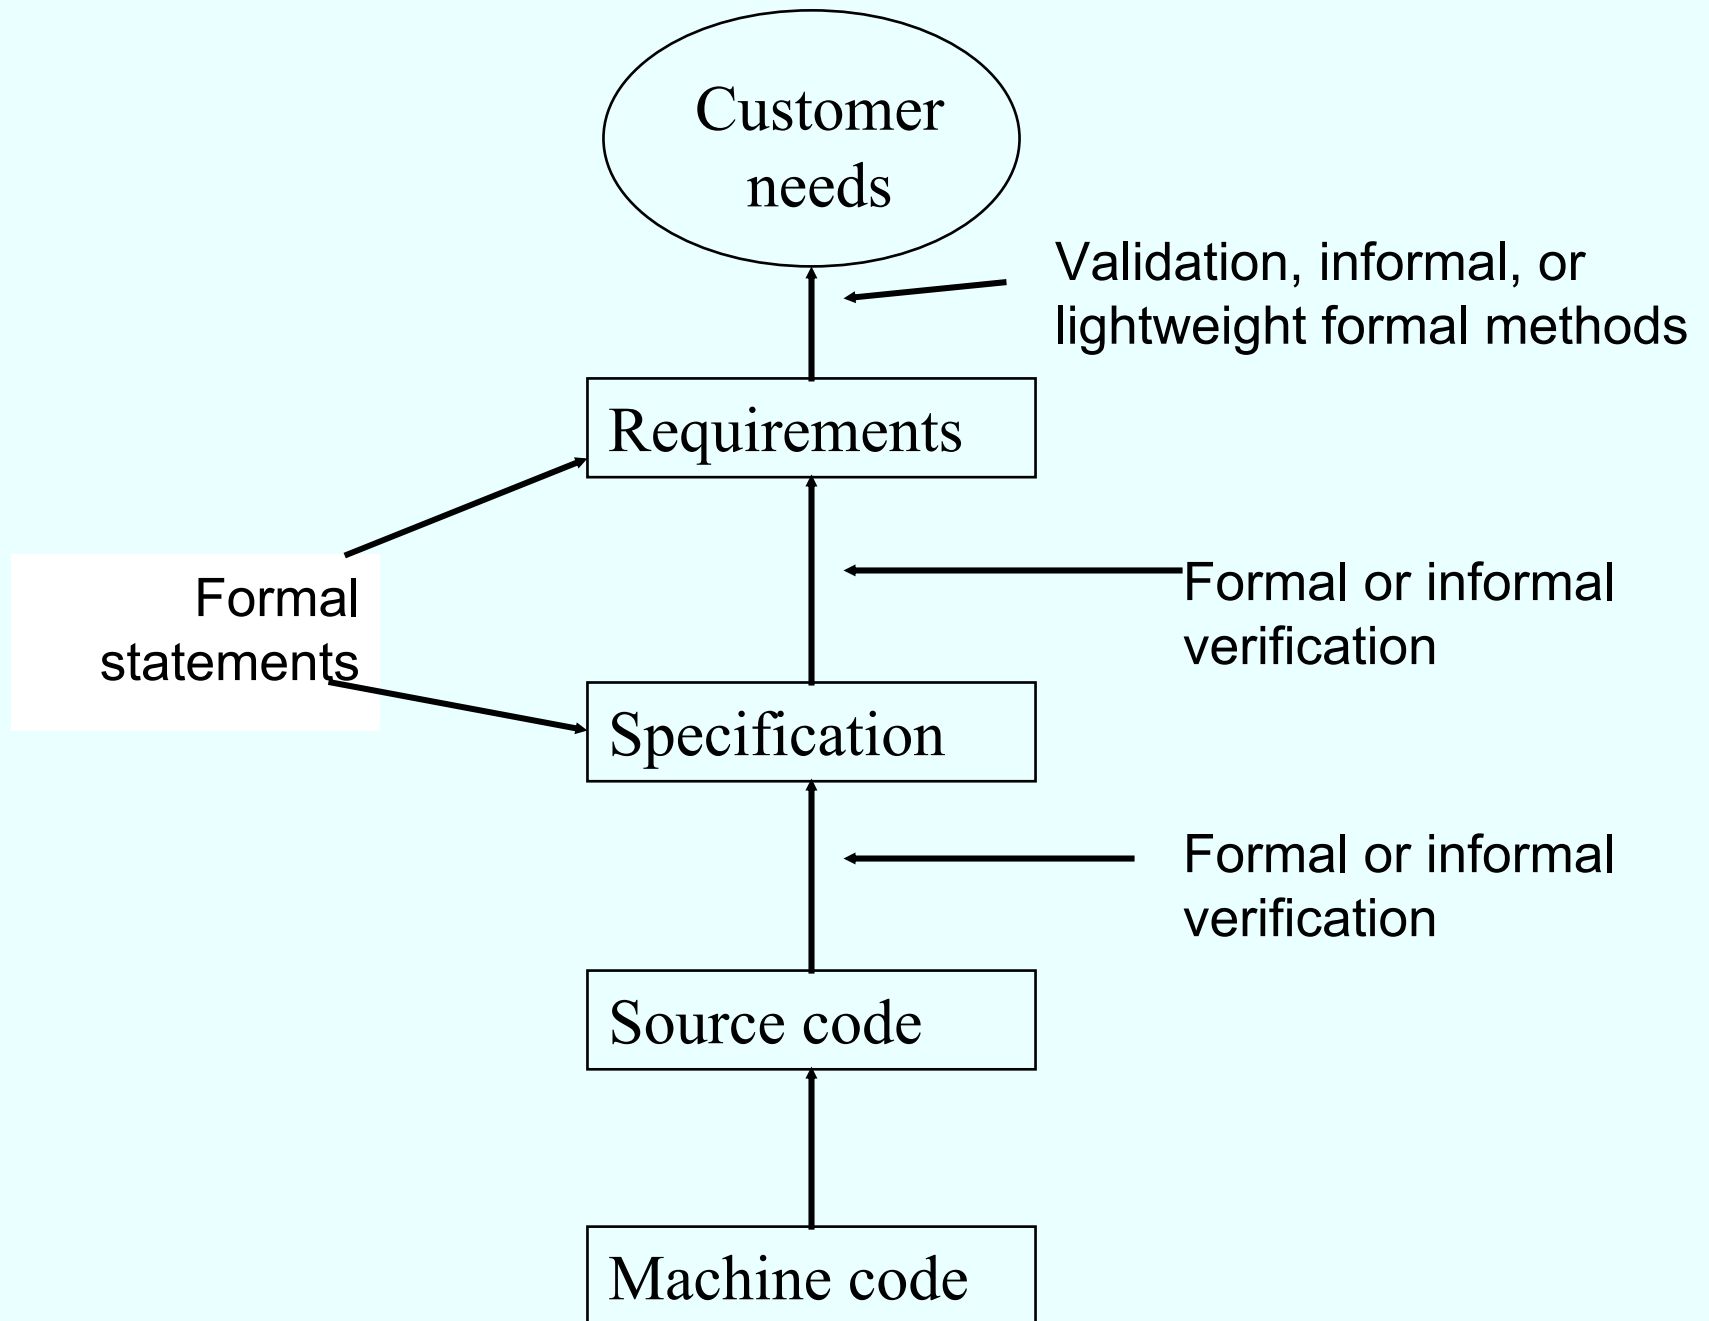 Customer
needs
Validation, informal, or
lightweight formal methods
Requirements
Formal
statements
Formal or informal
verification
Specification
Formal or informal
verification
Source code
Machine code